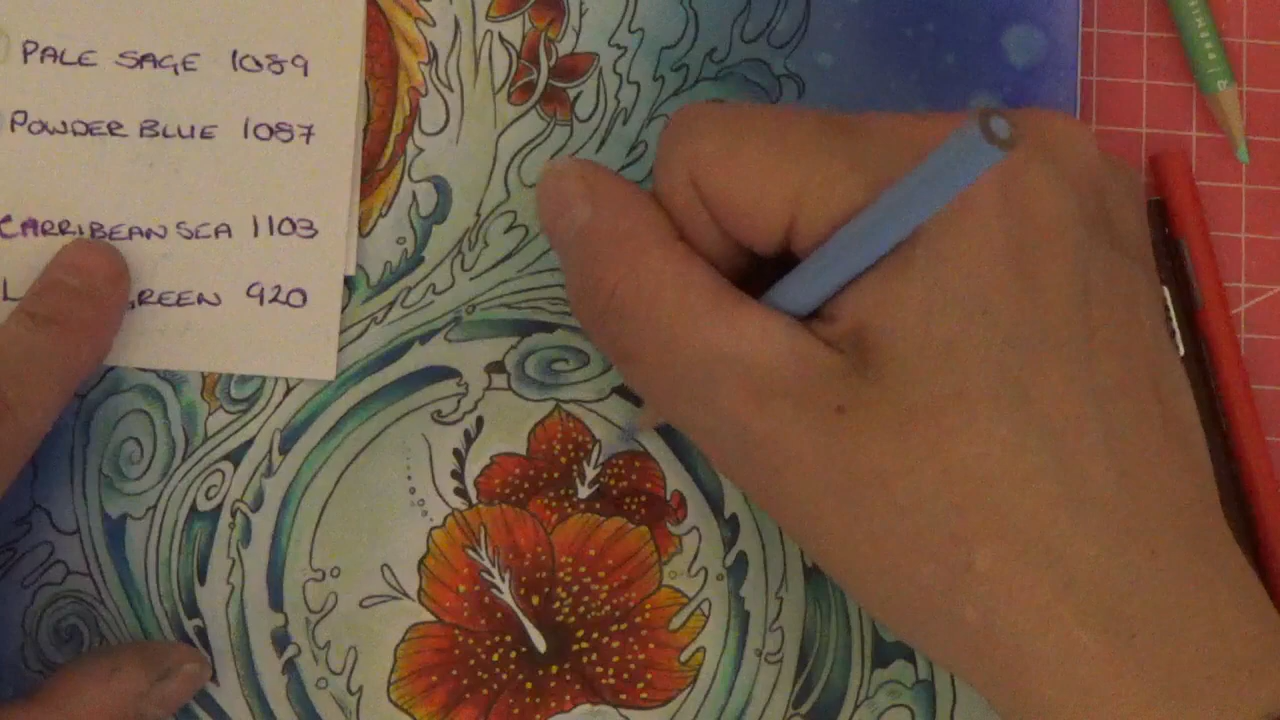 PALE SAGE 1089
POWDER BLUE 1087
CARRIBEAN SEA 1103
GREEN 920